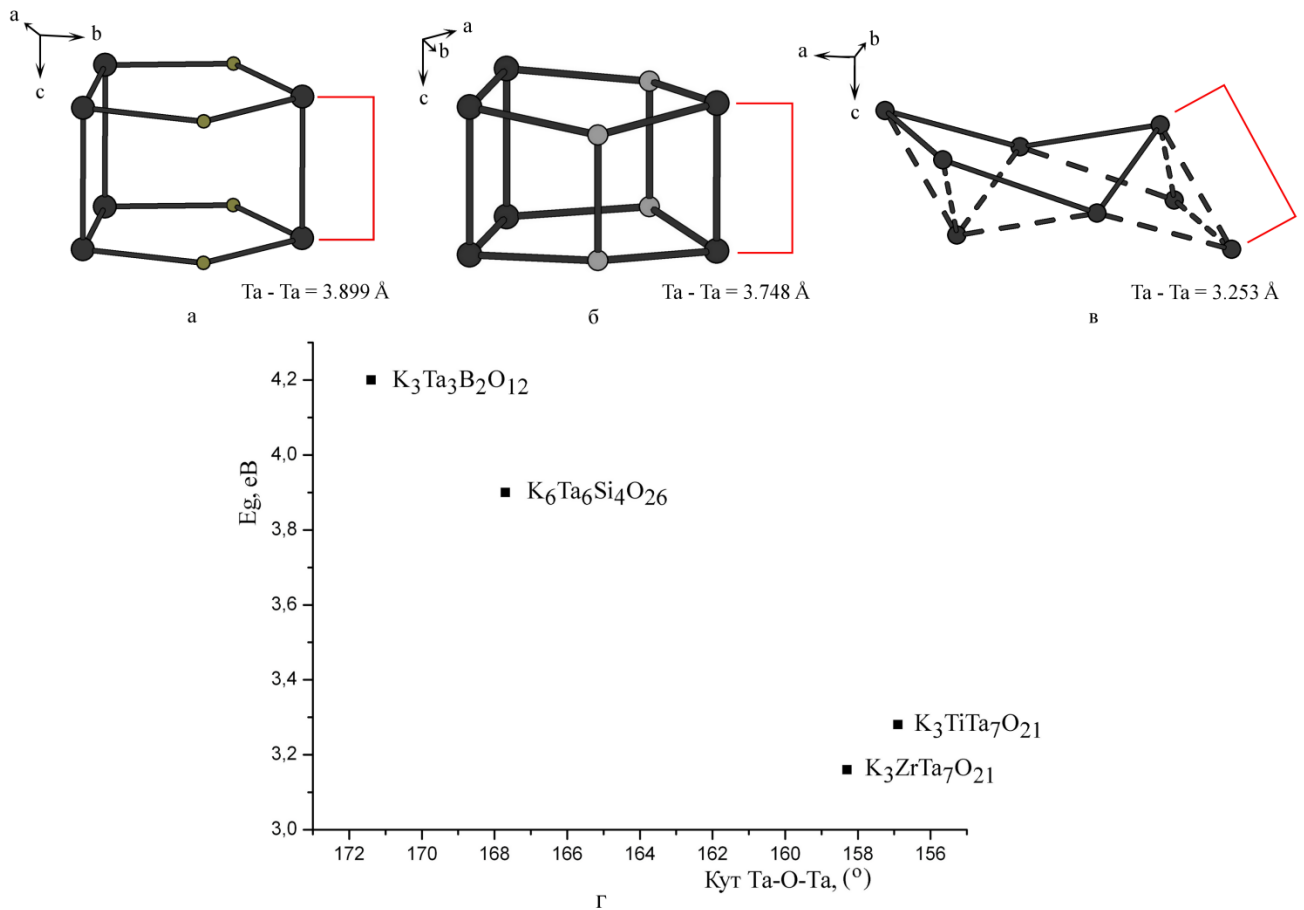 a
b
c
a
b
c
a
b
c
Ta - Ta = 3.899 Å
Ta - Ta = 3.748 Å
Ta - Ta = 3.253 Å
а
б
в
4,2
4,0
3,8
3,6
3,4
3,2
3,0
Eg, eB
K₃Ta₃B₂O₁₂
K₆Ta₆Si₄O₂₆
K₃TiTa₇O₂₁
K₃ZrTa₇O₂₁
172 170 168 166 164 162 160 158 156
Кут Ta-O-Ta, (°)
г